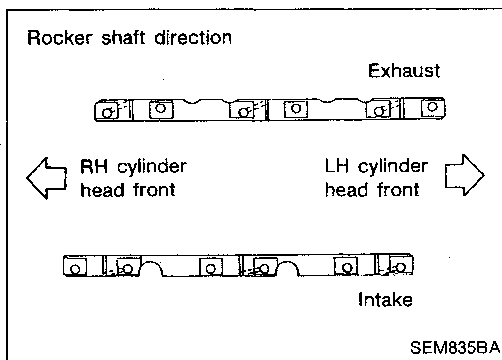 Rocker shaft direction
Exhaust
RH cylinder
head front
LH cylinder
head front
Intake
SEM835BA